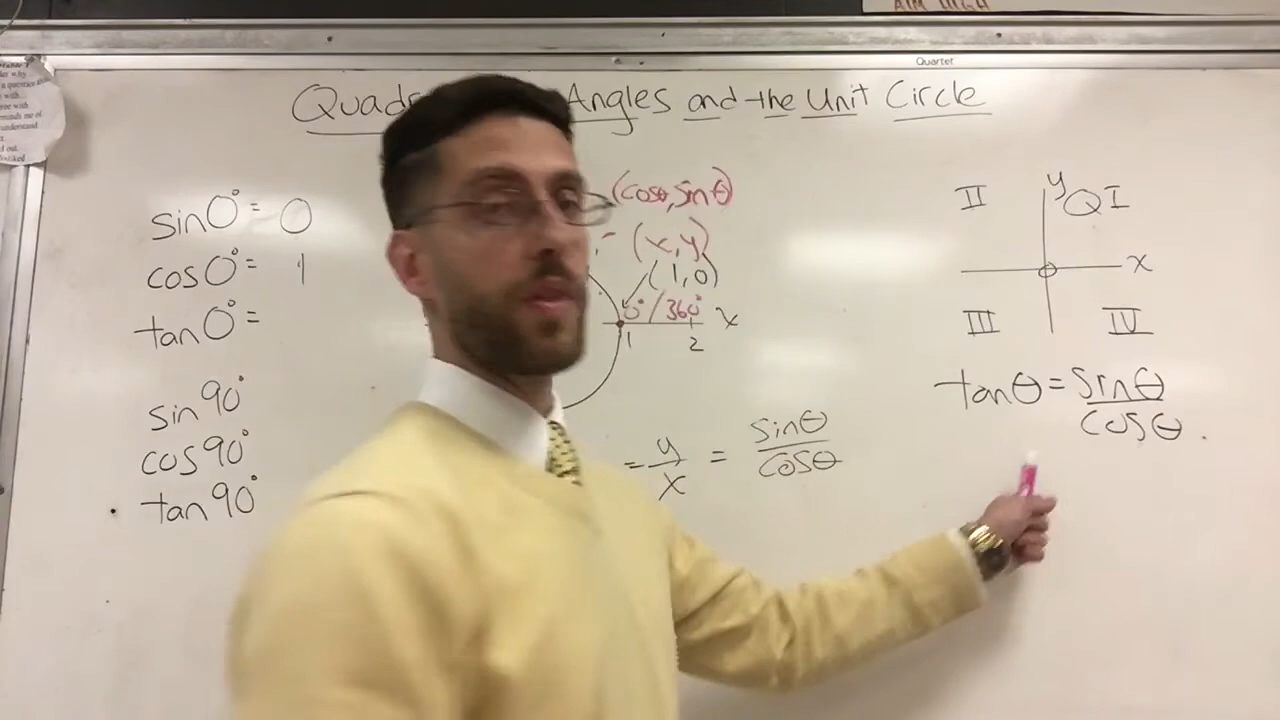 AIM HIGH
Quartet
Angles and the Unit Circle
sin0° = 0
cos0° = 1
tan0° =
sin90°
cos90°
tan90°
(cosθ, sinθ)
(x, y)
(1, 0)
0°/360°
x
1 2
= y/x = sinθ/cosθ
II y QI
x
III IV
tanθ = sinθ/cosθ